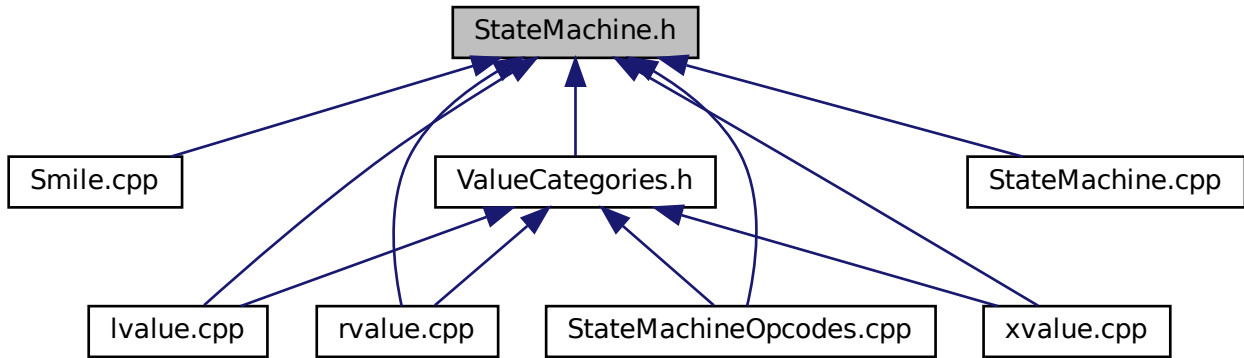 StateMachine.h
Smile.cpp
ValueCategories.h
StateMachine.cpp
lvalue.cpp
rvalue.cpp
StateMachineOpcodes.cpp
xvalue.cpp